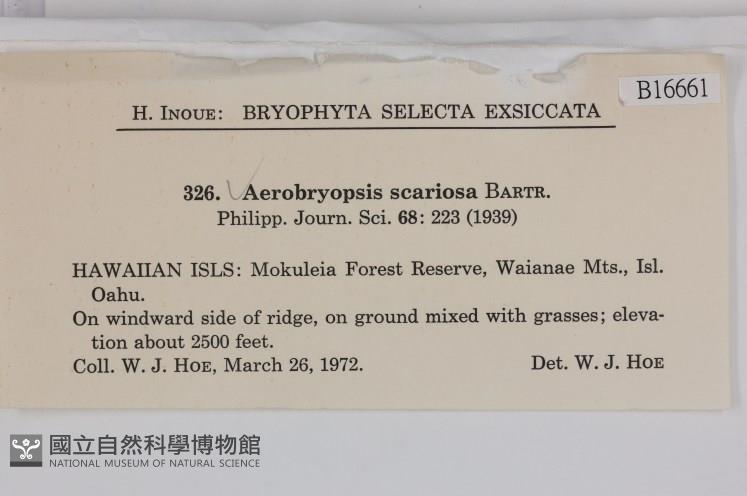 B16661
H. INOUE: BRYOPHYTA SELECTA EXSICCATA
326. Aerobryopsis scariosa BARTR.
Philipp. Journ. Sci. 68: 223 (1939)
HAWAIIAN ISLS: Mokuleia Forest Reserve, Waianae Mts., Isl.
Oahu.
On windward side of ridge, on ground mixed with grasses; eleva-
tion about 2500 feet.
Coll. W. J. HOE, March 26, 1972. Det. W. J. HOE
國立自然科學博物館
NATIONAL MUSEUM OF NATURAL SCIENCE